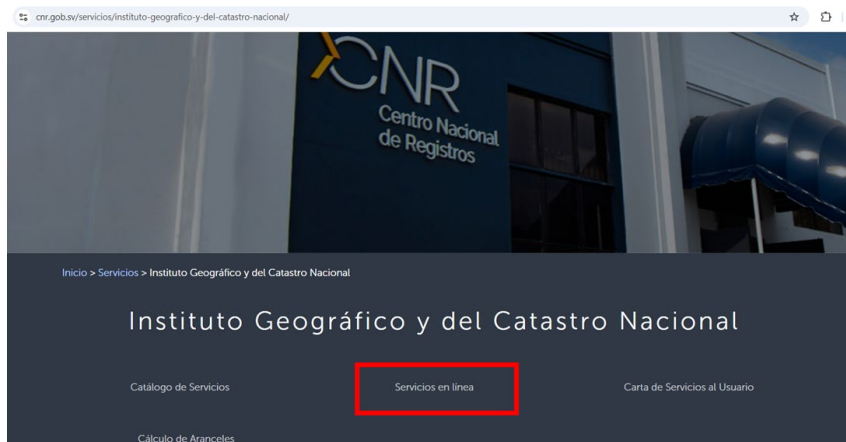 cnr.gob.sv/servicios/instituto-geografico-y-del-catastro-nacional/
CNR
Centro Nacional
de Registros
Inicio > Servicios > Instituto Geográfico y del Catastro Nacional
Instituto Geográfico y del Catastro Nacional
Catálogo de Servicios
Servicios en línea
Carta de Servicios al Usuario
Cálculo de Aranceles